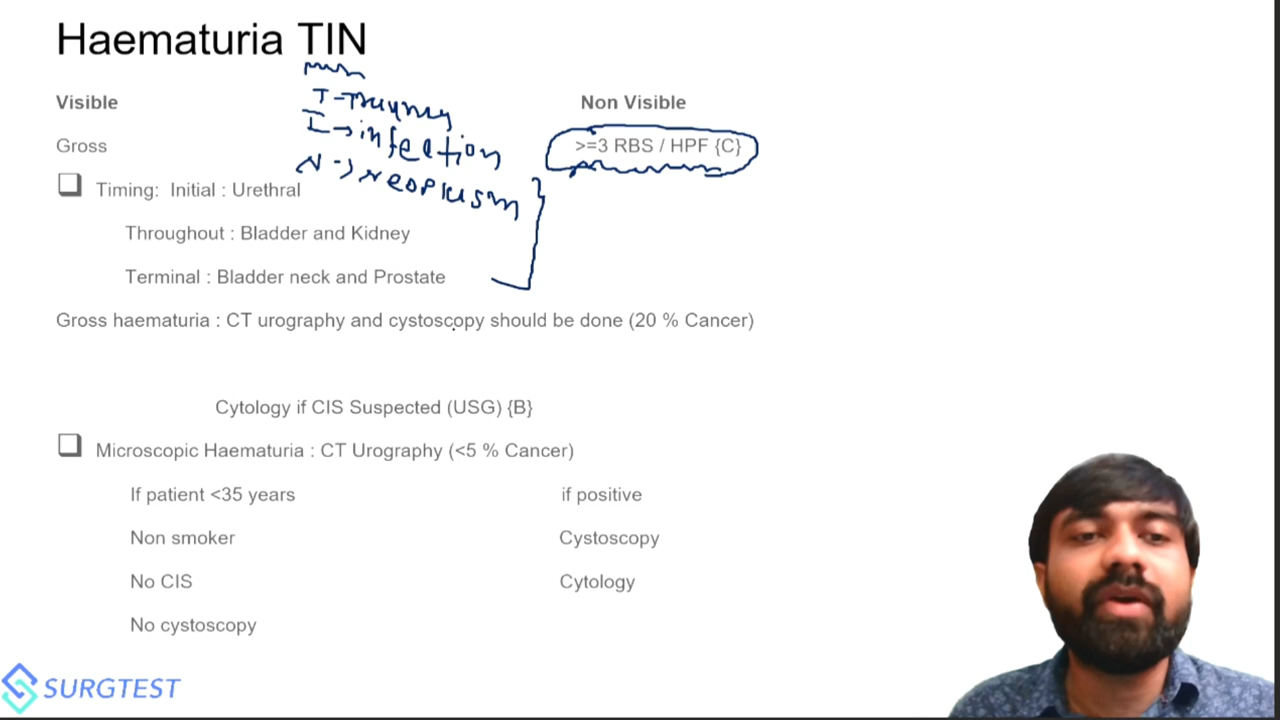 Haematuria TIN
Visible
Non Visible
T-
I→infection
N→Neoplasm
Gross
>=3 RBS / HPF {C}
Timing: Initial : Urethral
Throughout : Bladder and Kidney
Terminal : Bladder neck and Prostate
Gross haematuria : CT urography and cystoscopy should be done (20 % Cancer)
Cytology if CIS Suspected (USG) {B}
Microscopic Haematuria : CT Urography (<5 % Cancer)
If patient <35 years
if positive
Non smoker
Cystoscopy
No CIS
Cytology
No cystoscopy
SURGTEST